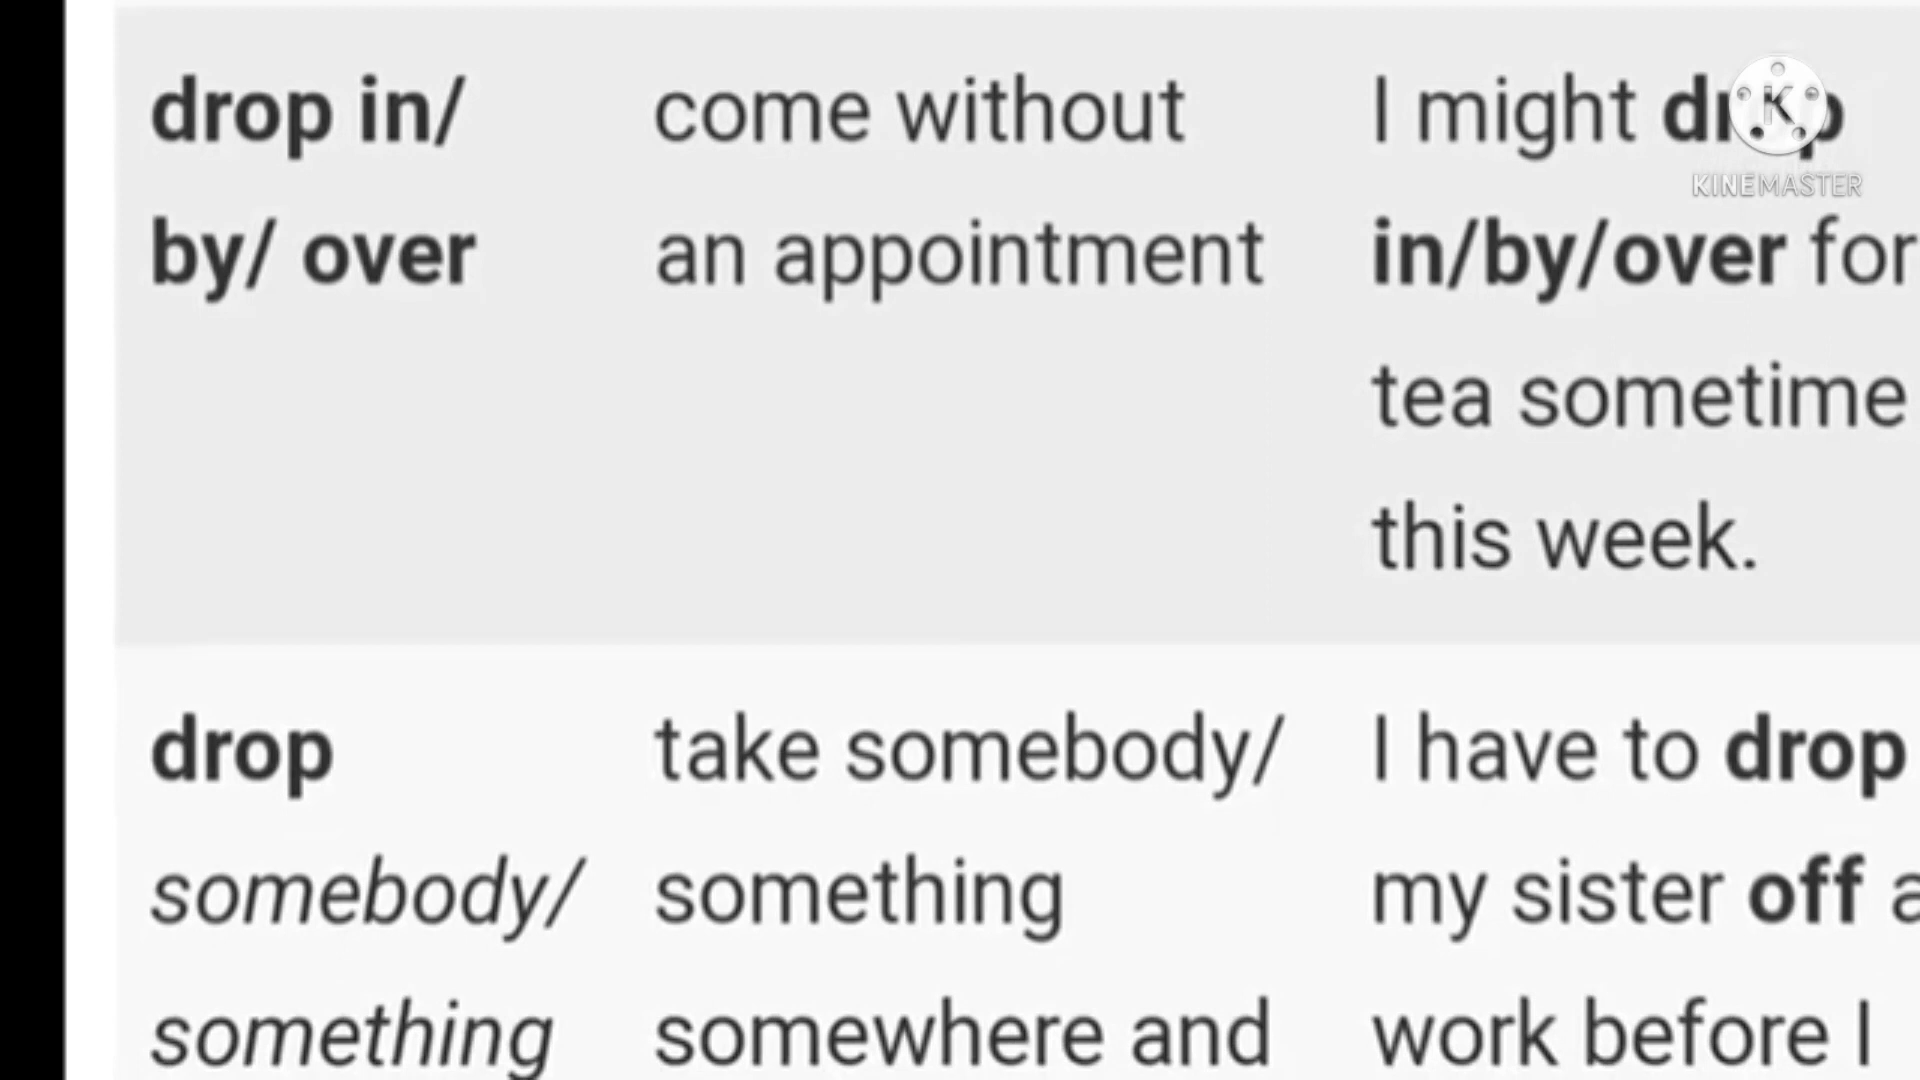 drop in/
by/ over
come without
an appointment
I might drop
in/by/over for
tea sometime
this week.
drop
somebody/
something
take somebody/
something
somewhere and
I have to drop
my sister off a
work before I
K
KINEMASTER